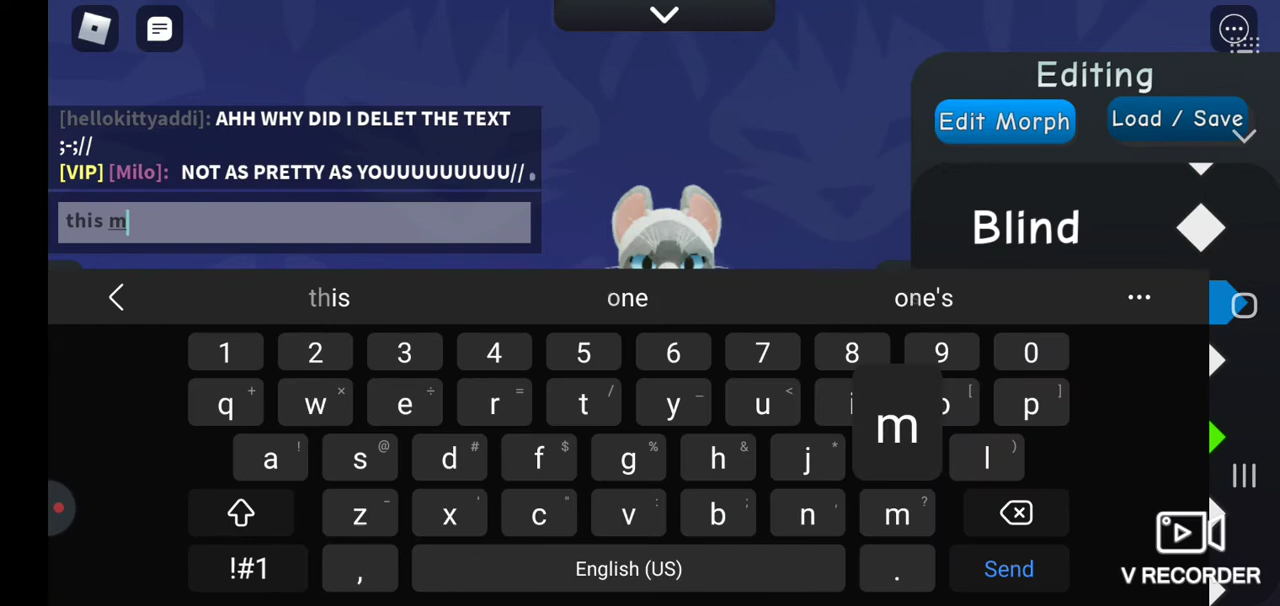 Editing
Edit Morph
Load / Save
[hellokittyaddi]: AHH WHY DID I DELET THE TEXT
;-;//
[VIP] [Milo]: NOT AS PRETTY AS YOUUUUUUUUU//
this m
Blind
this one one's
1 2 3 4 5 6 7 8 9 0
q + w × e ÷ r = t / y _ u < i [ p ]
m
a ! s @ d # f $ g % h & j * l )
z - x ' c " v : b ; n , m ?
!#1 , English (US) . Send
V RECORDER